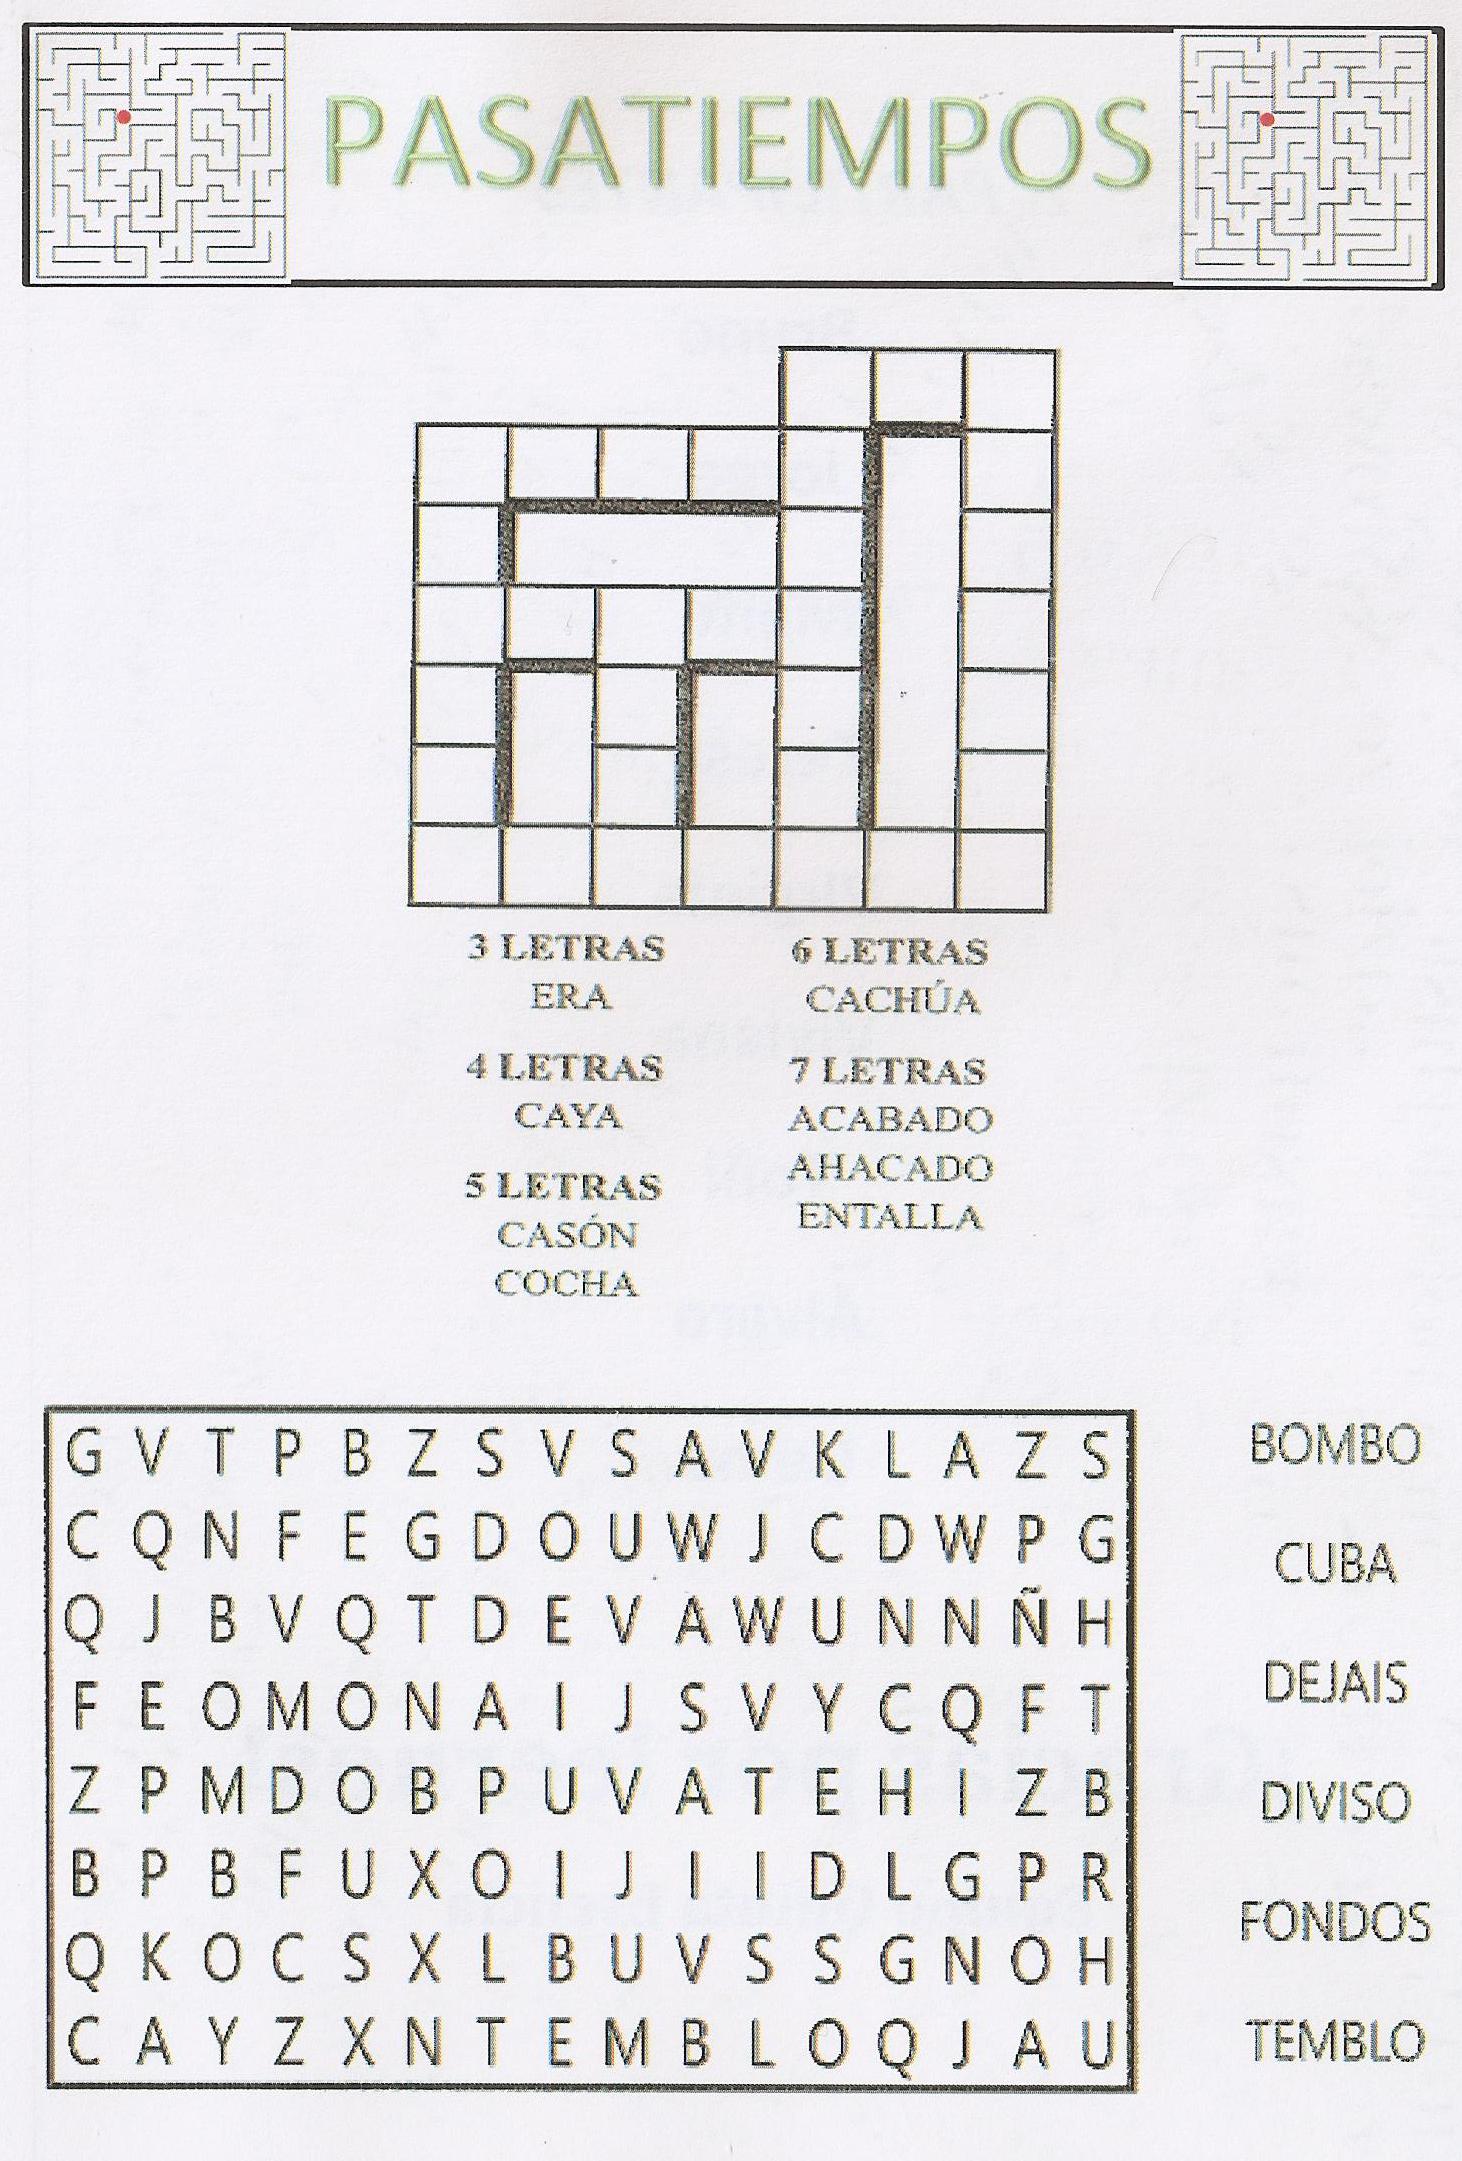 PASATIEMPOS
3 LETRAS
ERA
4 LETRAS
CAYA
5 LETRAS
CASÓN
COCHA
6 LETRAS
CACHÚA
7 LETRAS
ACABADO
AHACADO
ENTALLA
G V T P B Z S V S A V K L A Z S
C Q N F E G D O U W J C D W P G
Q J B V Q T D E V A W U N N Ñ H
F E O M O N A I J S V Y C Q F T
Z P M D O B P U V A T E H I Z B
B P B F U X O I J I I D L G P R
Q K O C S X L B U V S S G N O H
C A Y Z X N T E M B L O Q J A U
BOMBO
CUBA
DEJAIS
DIVISO
FONDOS
TEMBLO